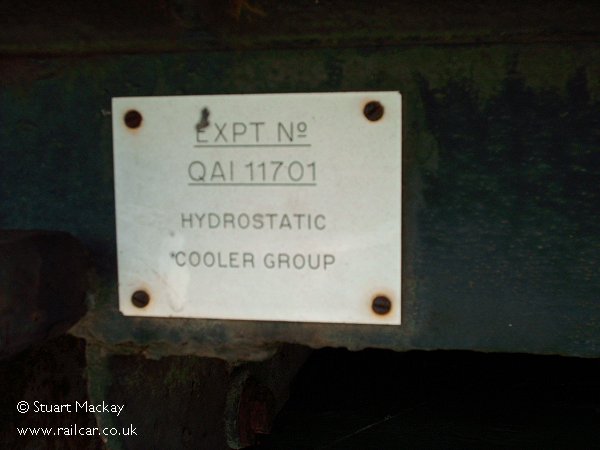 EXPT Nº
QAI 11701
HYDROSTATIC
COOLER GROUP
© Stuart Mackay
www.railcar.co.uk